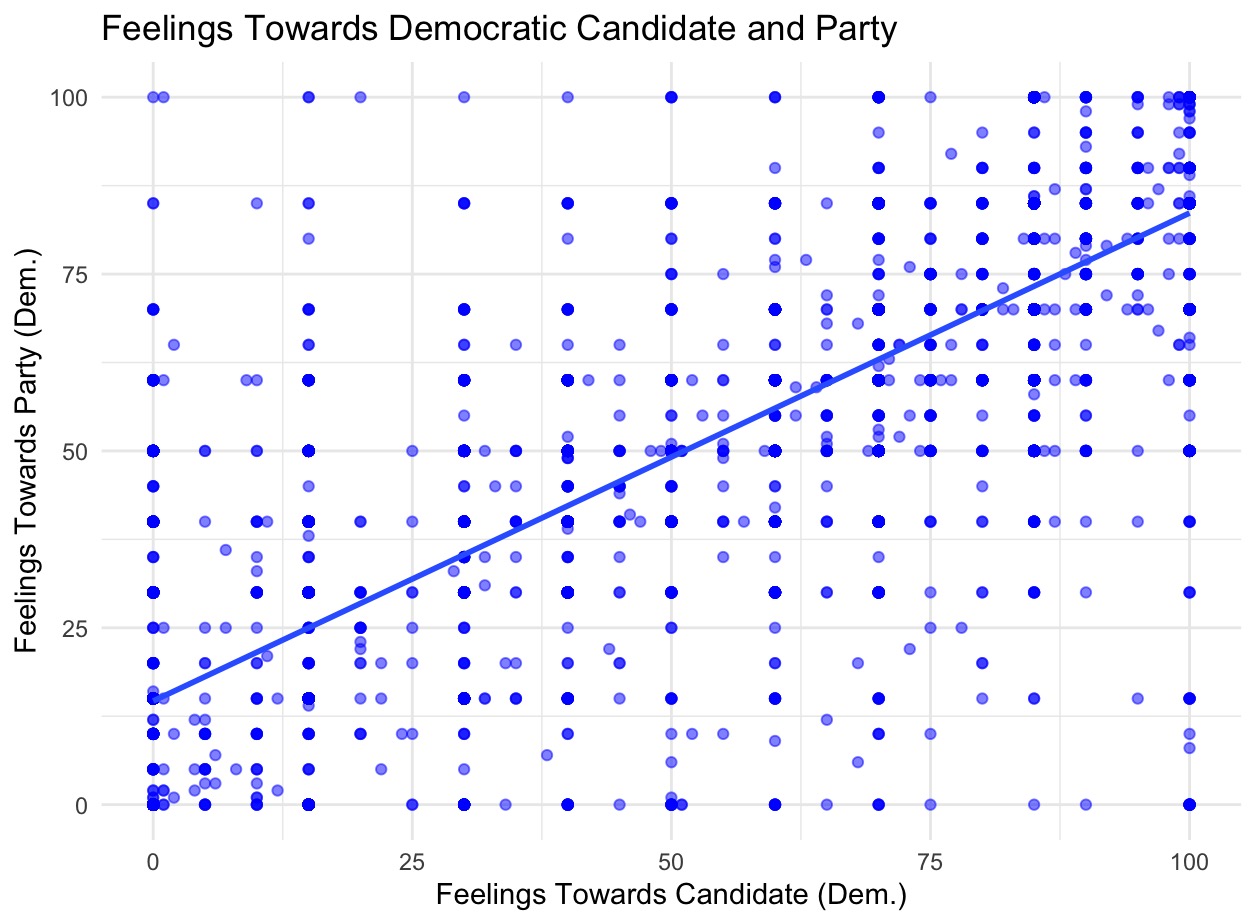 Feelings Towards Democratic Candidate and Party
100
75
50
25
0
Feelings Towards Party (Dem.)
0 25 50 75 100
Feelings Towards Candidate (Dem.)